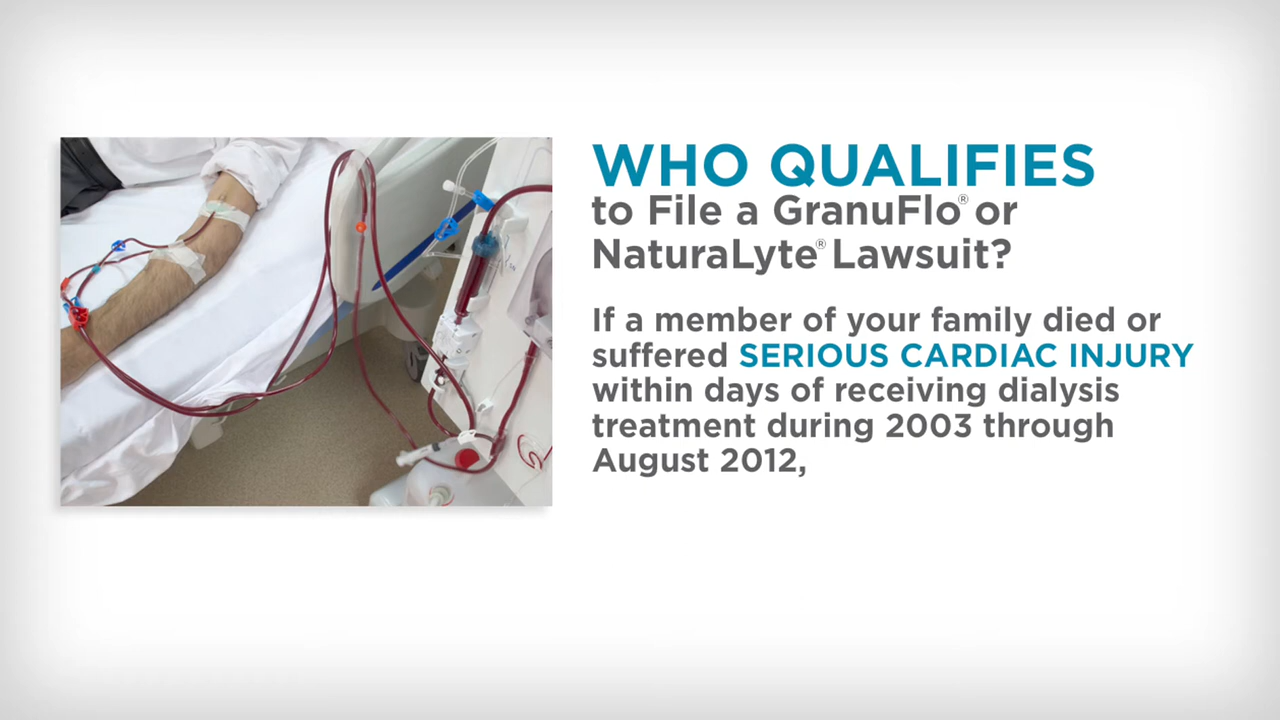 WHO QUALIFIES
to File a GranuFlo® or
NaturaLyte® Lawsuit?
If a member of your family died or
suffered SERIOUS CARDIAC INJURY
within days of receiving dialysis
treatment during 2003 through
August 2012,